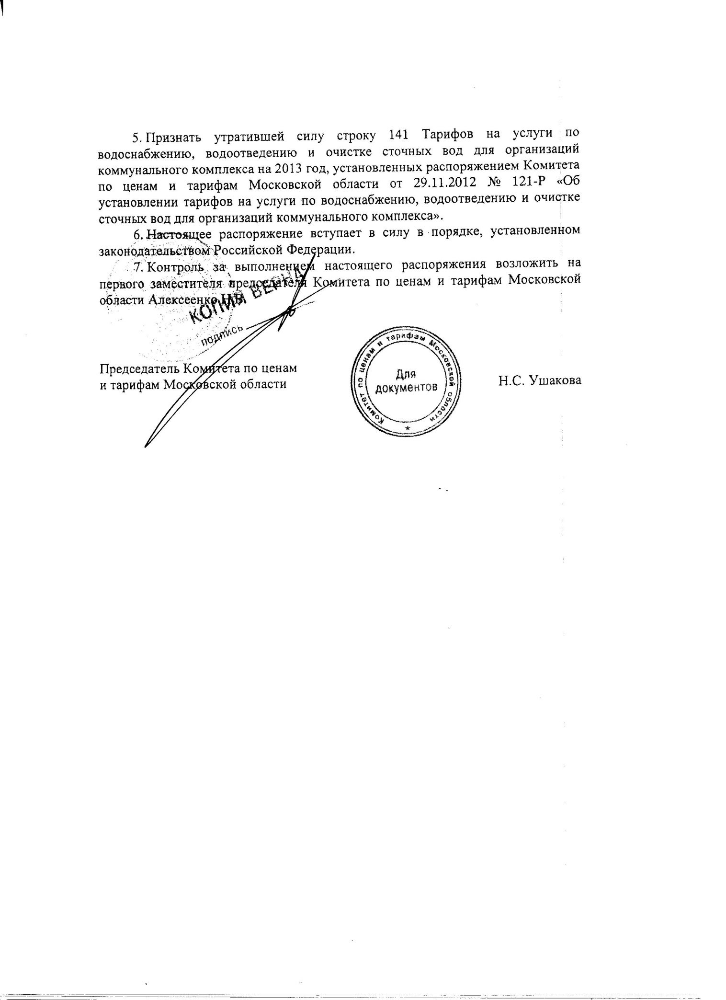 5. Признать утратившей силу строку 141 Тарифов на услуги по
водоснабжению, водоотведению и очистке сточных вод для организаций
коммунального комплекса на 2013 год, установленных распоряжением Комитета
по ценам и тарифам Московской области от 29.11.2012 № 121-Р «Об
установлении тарифов на услуги по водоснабжению, водоотведению и очистке
сточных вод для организаций коммунального комплекса».
6. Настоящее распоряжение вступает в силу в порядке, установленном
законодательством Российской Федерации.
7. Контроль за выполнением настоящего распоряжения возложить на
первого заместителя председателя Комитета по ценам и тарифам Московской
области Алексеенко Н.В.
КОПИЯ ВЕРНА
подпись
Председатель Комитета по ценам
и тарифам Московской области
Комитет по ценам и тарифам Московской области
Для
документов
Н.С. Ушакова